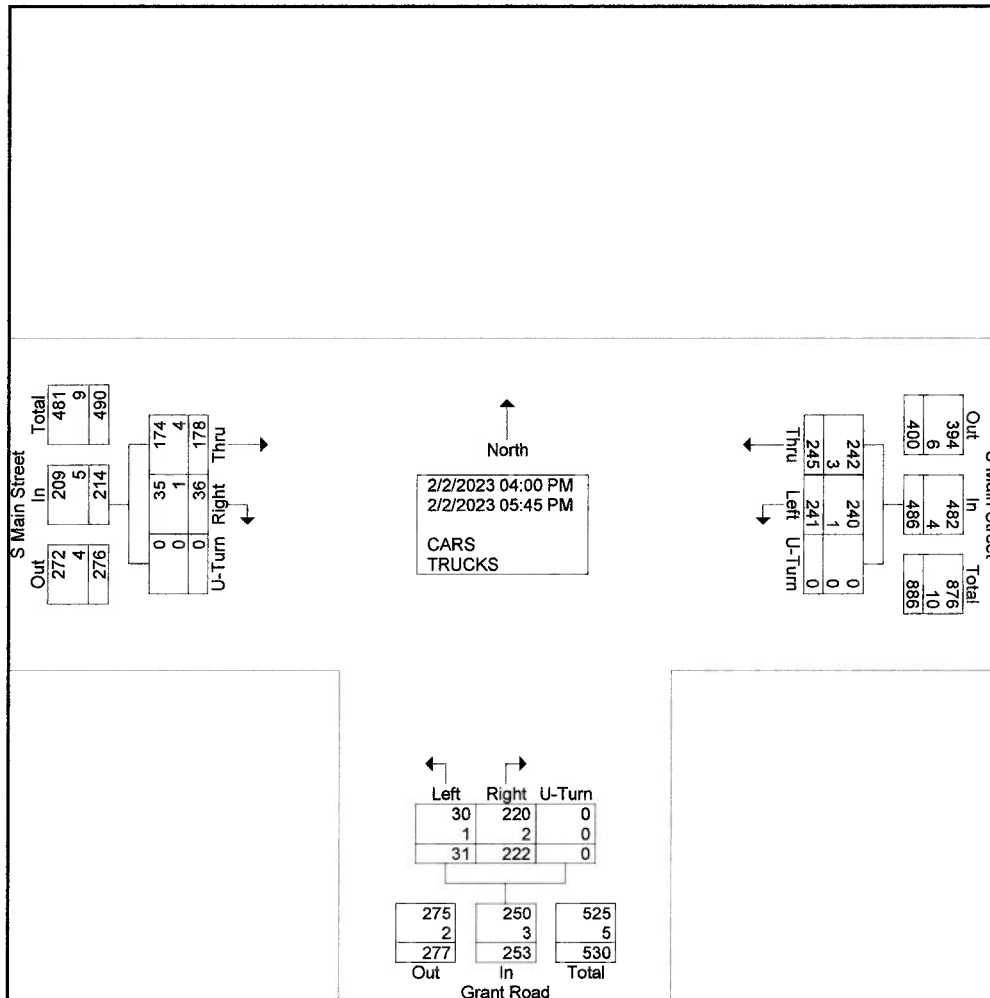 North
2/2/2023 04:00 PM
2/2/2023 05:45 PM
CARS
TRUCKS
S Main Street
Total In Out
481 209 272
9 5 4
490 214 276
Thru Right U-Turn
174 35 0
4 1 0
178 36 0
Main Street
Out In Total
394 482 876
6 4 10
400 486 886
242 240 0
3 1 0
245 241 0
Thru Left U-Turn
Left Right U-Turn
30 220 0
1 2 0
31 222 0
275 250 525
2 3 5
277 253 530
Out In Total
Grant Road